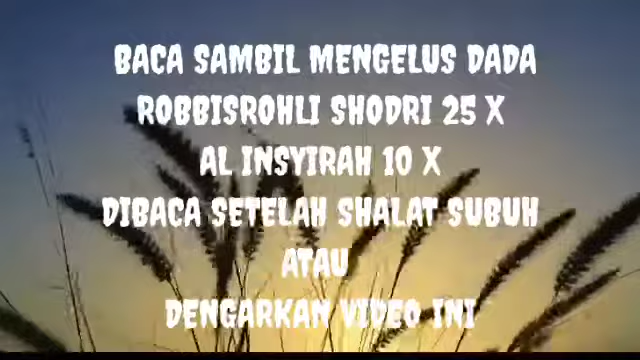 BACA SAMBIL MENGELUS DADA
ROBBISROHLI SHODRI 25 X
AL INSYIRAH 10 X
DIBACA SETELAH SHALAT SUBUH
ATAU
DENGARKAN VIDEO INI